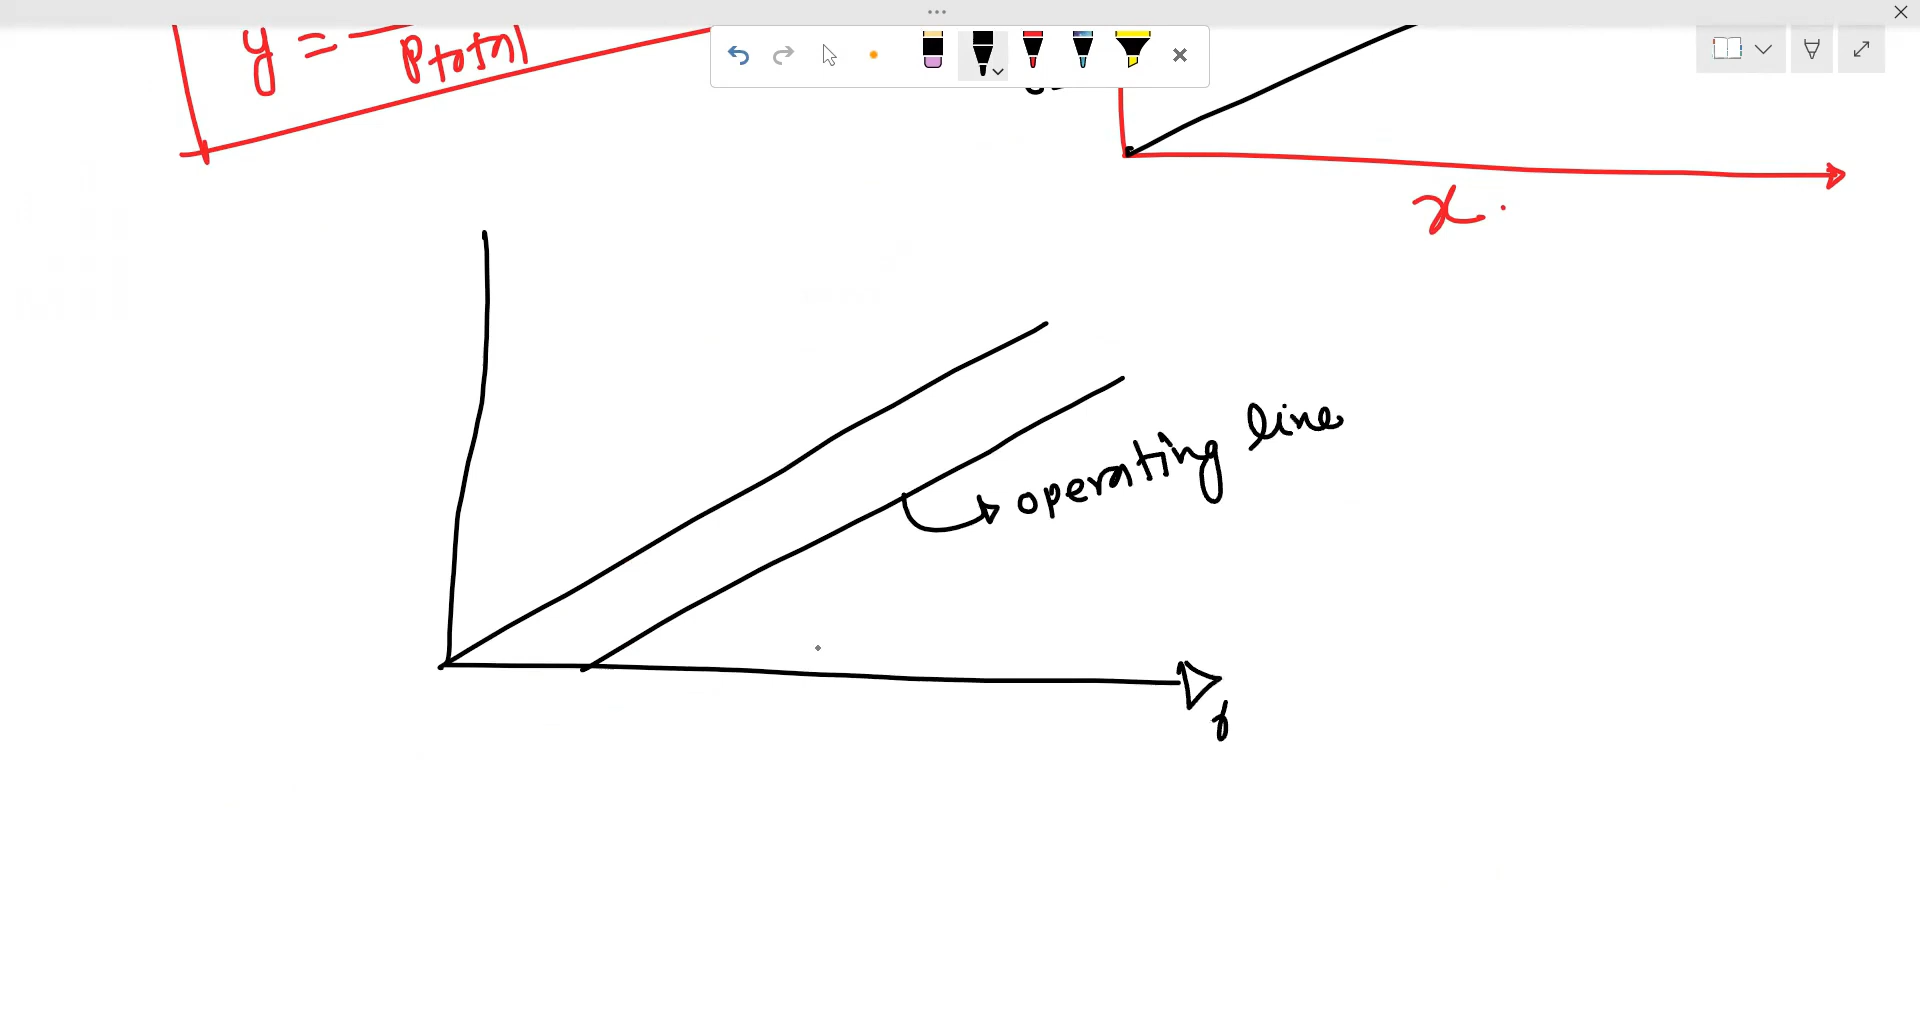 y =
Ptotal
x.
operating line